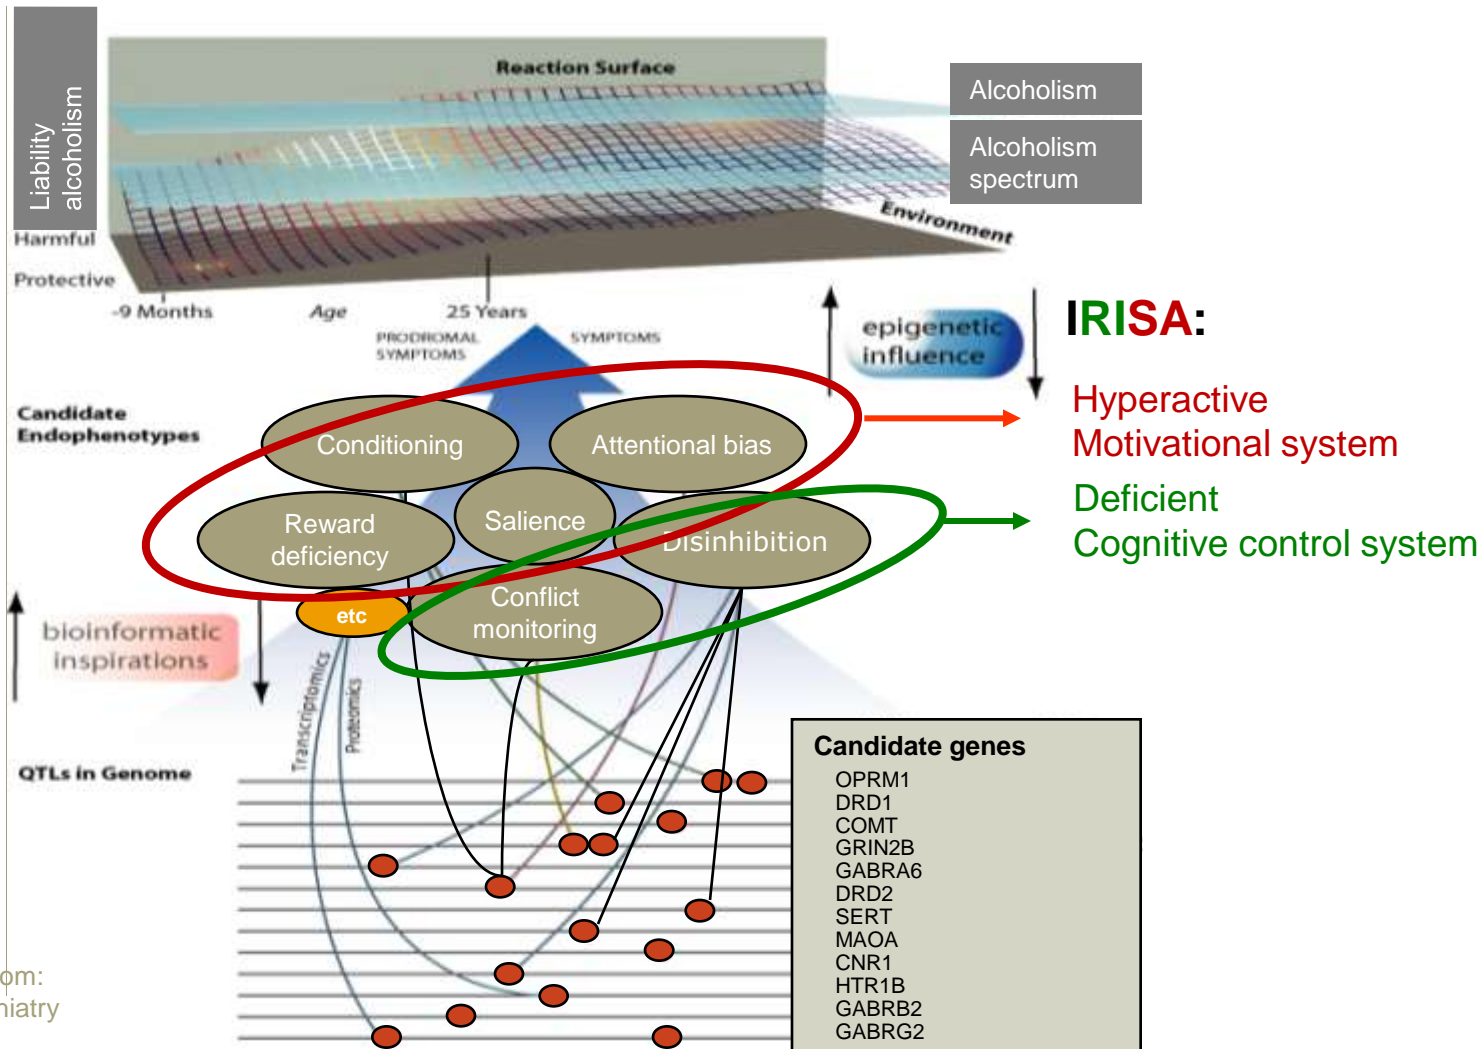 Liability
alcoholism
Reaction Surface
Alcoholism
Alcoholism
spectrum
Environment
Harmful
Protective
-9 Months
Age
25 Years
PRODROMAL
SYMPTOMS
SYMPTOMS
epigenetic
influence
IRISA:
Hyperactive
Motivational system
Deficient
Cognitive control system
Candidate
Endophenotypes
Conditioning
Attentional bias
Reward
deficiency
Salience
Disinhibition
Conflict
monitoring
etc
bioinformatic
inspirations
Transcriptomics
Proteomics
QTLs in Genome
Candidate genes
OPRM1
DRD1
COMT
GRIN2B
GABRA6
DRD2
SERT
MAOA
CNR1
HTR1B
GABRB2
GABRG2
om:
hiatry